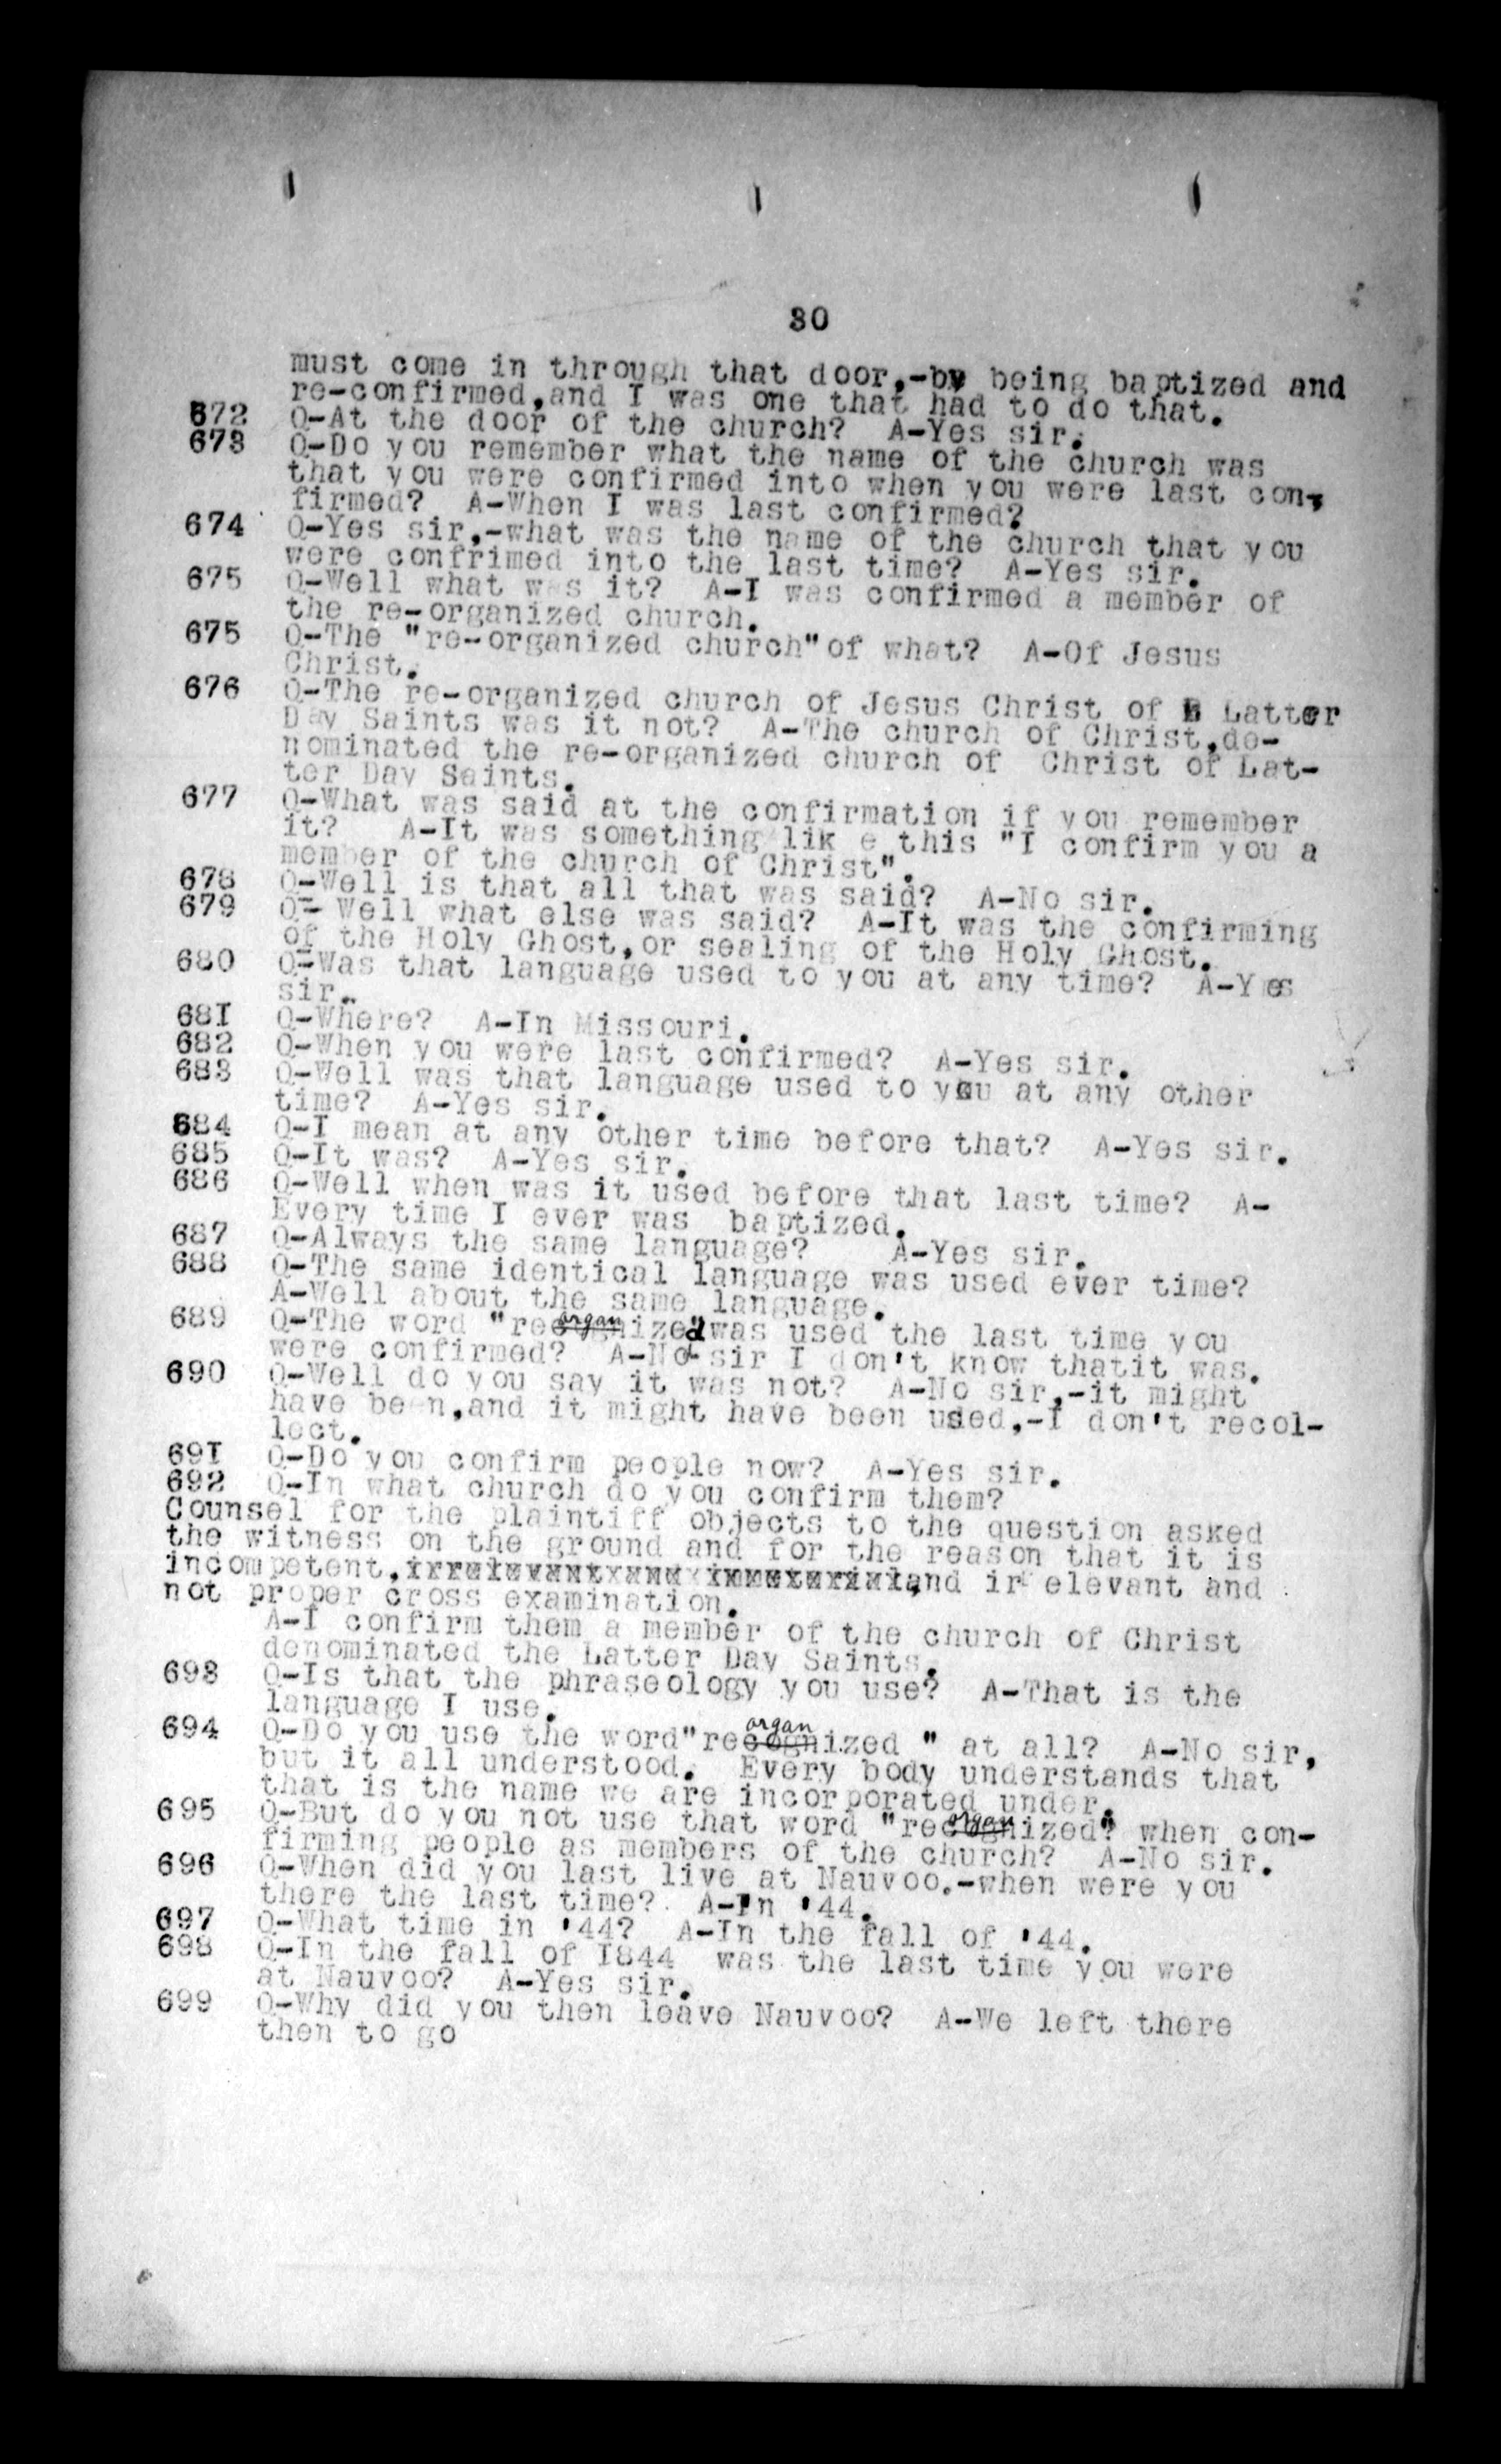 30
must come in through that door,-by being baptized and
re-confirmed,and I was one that had to do that.
672 Q-At the door of the church? A-Yes sir.
673 Q-Do you remember what the name of the church was
that you were confirmed into when you were last con-
firmed? A-When I was last confirmed?
674 Q-Yes sir,-what was the name of the church that you
were confrimed into the last time? A-Yes sir.
675 Q-Well what was it? A-I was confirmed a member of
the re-organized church.
675 Q-The "re-organized church"of what? A-Of Jesus
Christ.
676 Q-The re-organized church of Jesus Christ of Latter
Day Saints was it not? A-The church of Christ,de-
nominated the re-organized church of Christ of Lat-
ter Day Saints.
677 Q-What was said at the confirmation if you remember
it? A-It was something lik e this "I confirm you a
member of the church of Christ".
678 Q-Well is that all that was said? A-No sir.
679 Q- Well what else was said? A-It was the confirming
of the Holy Ghost,or sealing of the Holy Ghost.
680 Q-Was that language used to you at any time? A-Yes
sir.
681 Q-Where? A-In Missouri.
682 Q-When you were last confirmed? A-Yes sir.
683 Q-Well was that language used to you at any other
time? A-Yes sir.
684 Q-I mean at any other time before that? A-Yes sir.
685 Q-It was? A-Yes sir.
686 Q-Well when was it used before that last time? A-
Every time I ever was baptized.
687 Q-Always the same language? A-Yes sir.
688 Q-The same identical language was used ever time?
A-Well about the same language.
689 Q-The word "reorganized"was used the last time you
were confirmed? A-No sir I don't know thatit was.
690 Q-Well do you say it was not? A-No sir,-it might
have been,and it might have been used,-I don't recol-
lect.
691 Q-Do you confirm people now? A-Yes sir.
692 Q-In what church do you confirm them?
Counsel for the plaintiff objects to the question asked
the witness on the ground and for the reason that it is
incompetent,irrelevant and immaterial,and ir elevant and
not proper cross examination.
A-I confirm them a member of the church of Christ
denominated the Latter Day Saints.
693 Q-Is that the phraseology you use? A-That is the
language I use.
694 Q-Do you use the word"reorganized " at all? A-No sir,
but it all understood. Every body understands that
that is the name we are incorporated under.
695 Q-But do you not use that word "reorganized" when con-
firming people as members of the church? A-No sir.
696 Q-When did you last live at Nauvoo,-when were you
there the last time? A-In '44.
697 Q-What time in '44? A-In the fall of '44.
698 Q-In the fall of 1844 was the last time you were
at Nauvoo? A-Yes sir.
699 Q-Why did you then leave Nauvoo? A-We left there
then to go